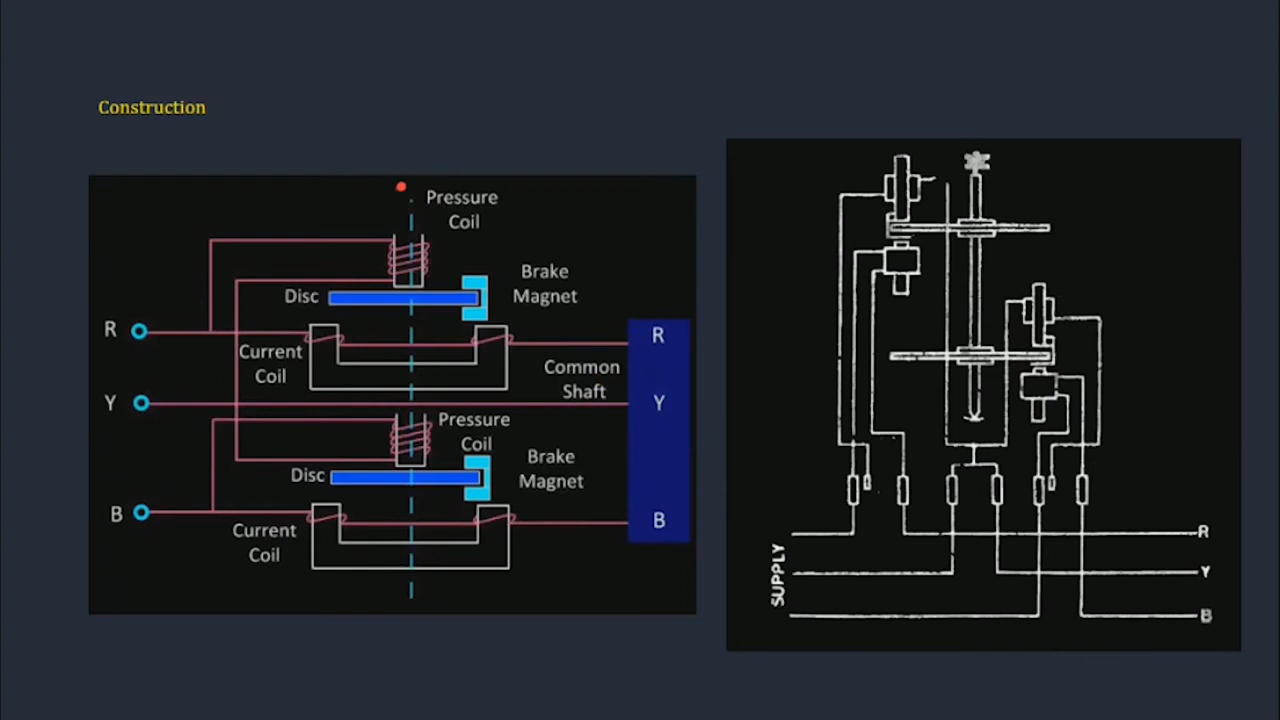 Construction
Pressure
Coil
Brake
Magnet
Disc
R
R
Current
Coil
Common
Shaft
Y
Y
Pressure
Coil
Brake
Magnet
Disc
B
B
Current
Coil
SUPPLY
R
Y
B